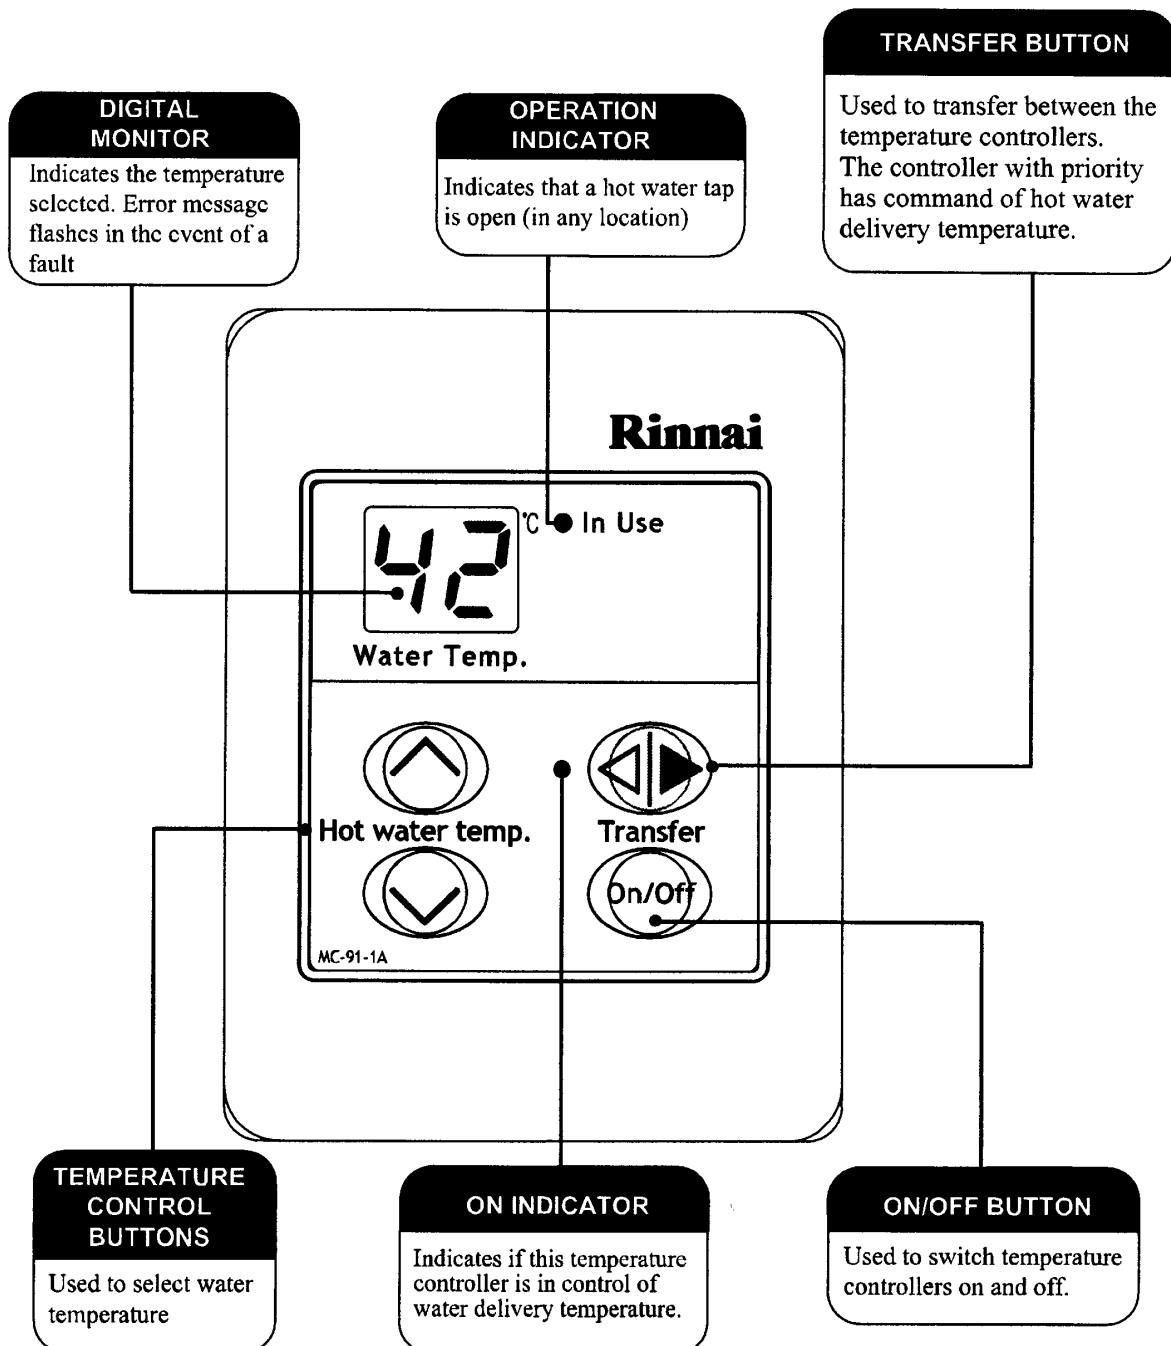 DIGITAL
MONITOR
Indicates the temperature
selected. Error message
flashes in the event of a
fault
OPERATION
INDICATOR
Indicates that a hot water tap
is open (in any location)
TRANSFER BUTTON
Used to transfer between the
temperature controllers.
The controller with priority
has command of hot water
delivery temperature.
Rinnai
42 °C In Use
Water Temp.
Hot water temp.
Transfer
On/Off
MC-91-1A
TEMPERATURE
CONTROL
BUTTONS
Used to select water
temperature
ON INDICATOR
Indicates if this temperature
controller is in control of
water delivery temperature.
ON/OFF BUTTON
Used to switch temperature
controllers on and off.